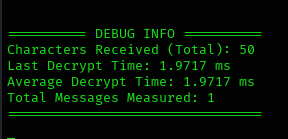 ========== DEBUG INFO ==========
Characters Received (Total): 50
Last Decrypt Time: 1.9717 ms
Average Decrypt Time: 1.9717 ms
Total Messages Measured: 1
================================